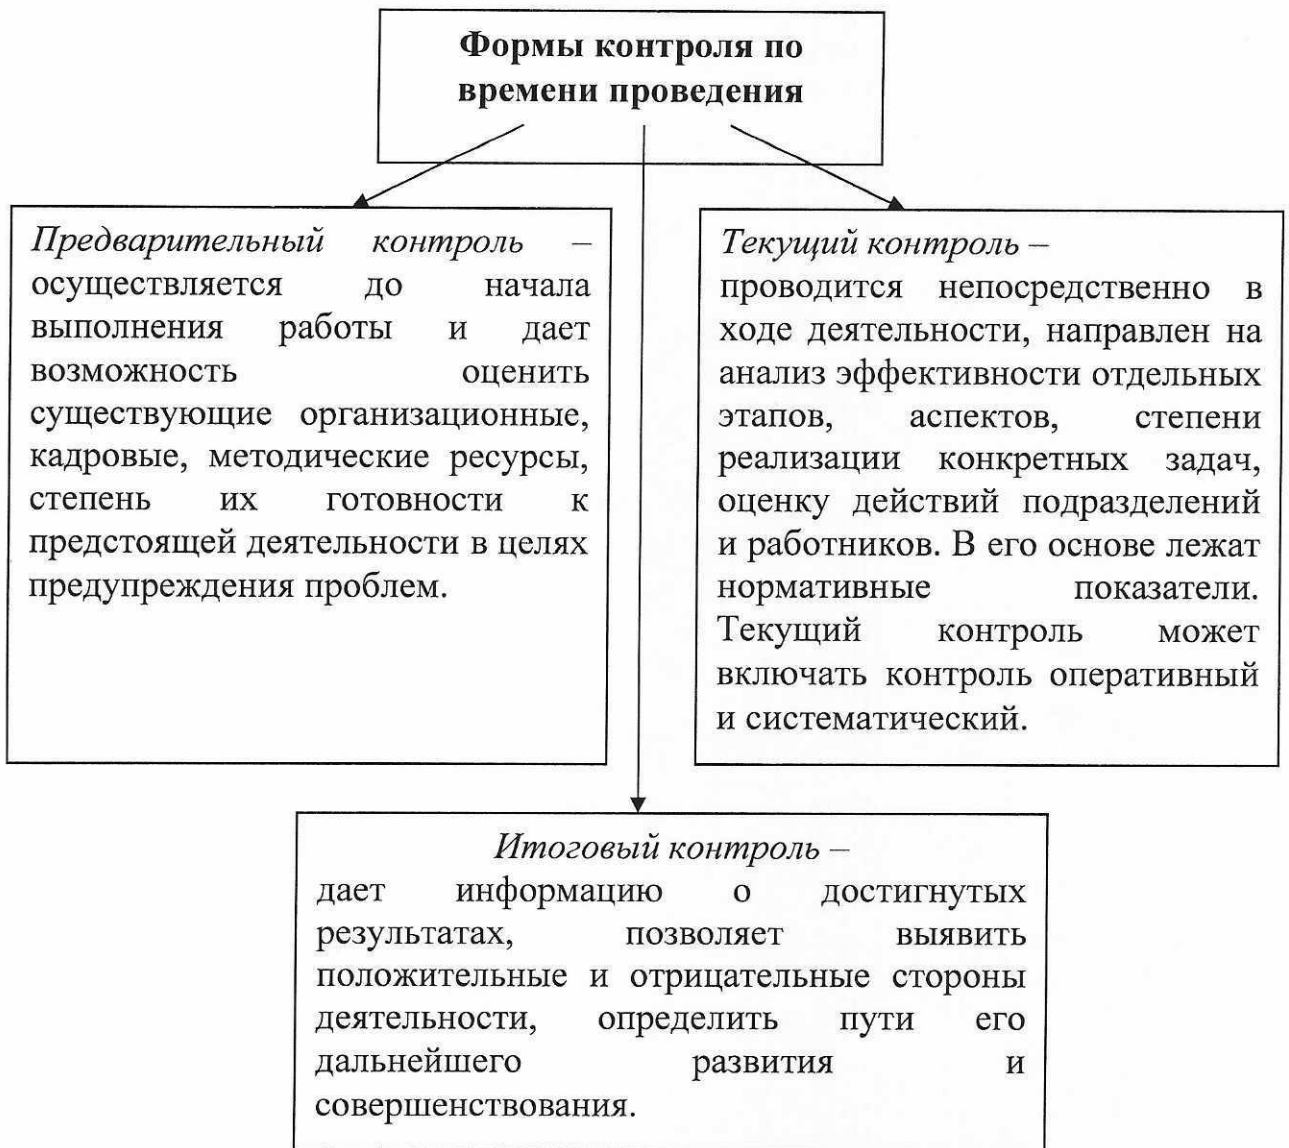 Формы контроля по
времени проведения
Предварительный контроль –
осуществляется до начала
выполнения работы и дает
возможность оценить
существующие организационные,
кадровые, методические ресурсы,
степень их готовности к
предстоящей деятельности в целях
предупреждения проблем.
Текущий контроль –
проводится непосредственно в
ходе деятельности, направлен на
анализ эффективности отдельных
этапов, аспектов, степени
реализации конкретных задач,
оценку действий подразделений
и работников. В его основе лежат
нормативные показатели.
Текущий контроль может
включать контроль оперативный
и систематический.
Итоговый контроль –
дает информацию о достигнутых
результатах, позволяет выявить
положительные и отрицательные стороны
деятельности, определить пути его
дальнейшего развития и
совершенствования.